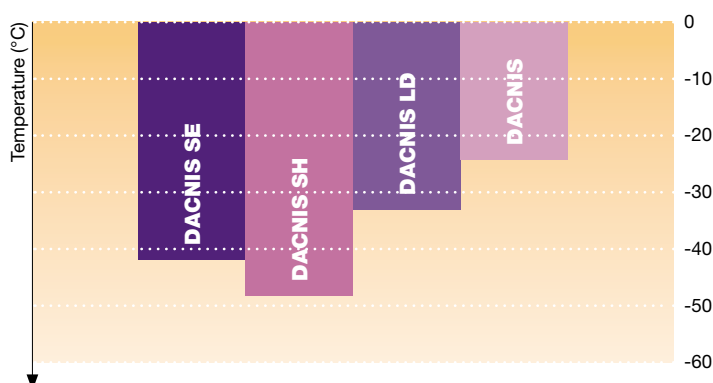 Temperature (°C)
0
-10
-20
-30
-40
-50
-60
DACNIS SE
DACNIS SH
DACNIS LD
DACNIS